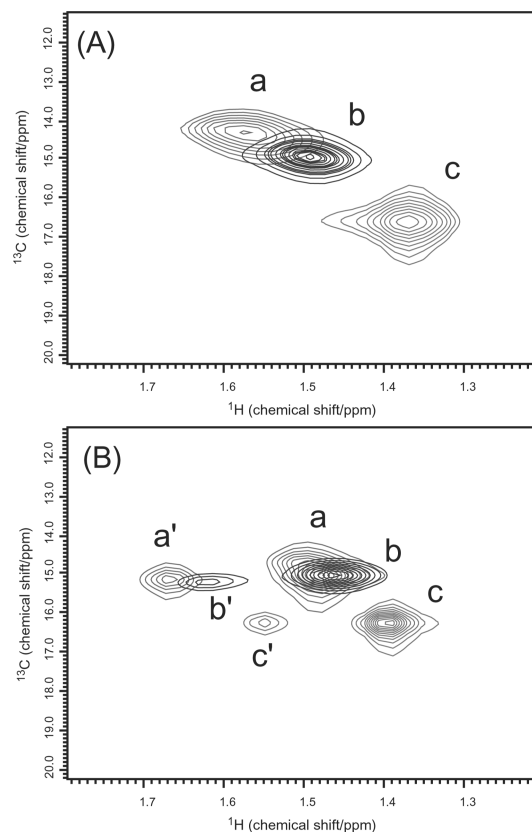 (A)
a
b
c
12.0
13.0
14.0
15.0
16.0
17.0
18.0
19.0
20.0
13C (chemical shift/ppm)
1.7
1.6
1.5
1.4
1.3
1H (chemical shift/ppm)
(B)
a'
a
b
b'
c
c'
12.0
13.0
14.0
15.0
16.0
17.0
18.0
19.0
20.0
13C (chemical shift/ppm)
1.7
1.6
1.5
1.4
1.3
1H (chemical shift/ppm)